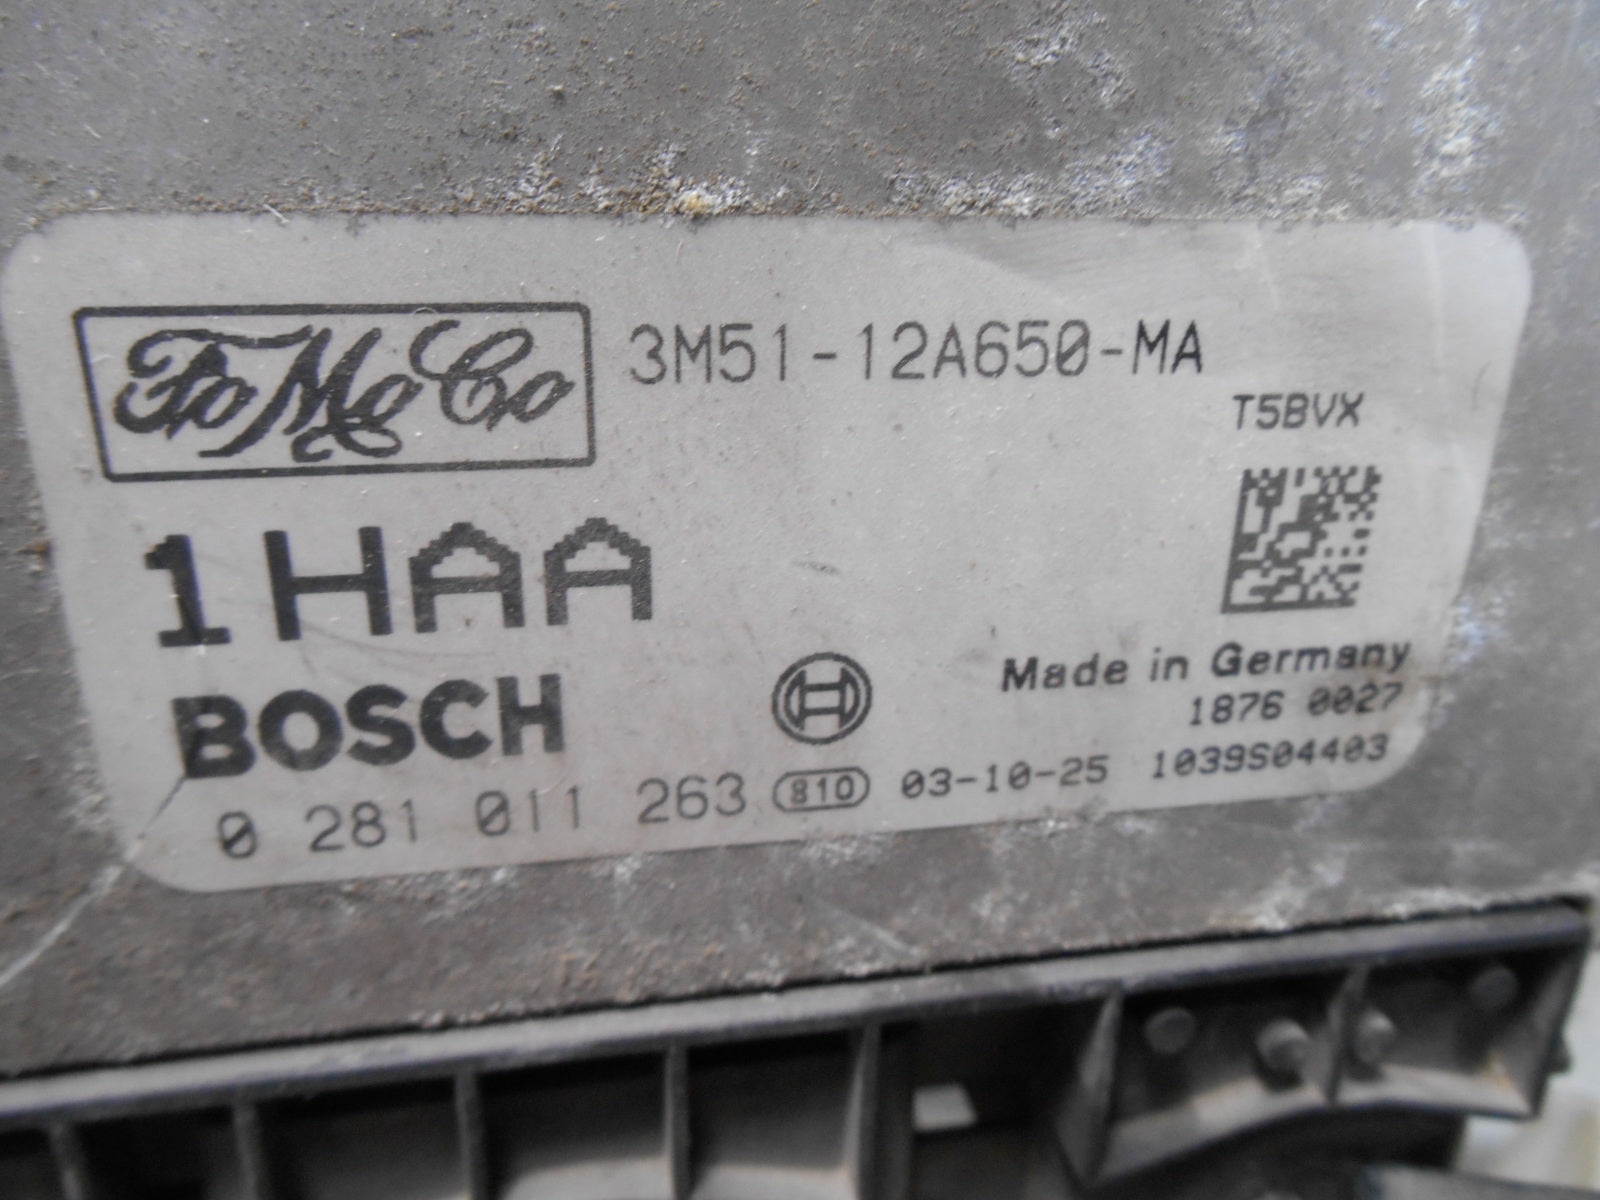 FoMoCo 3M51-12A650-MA
T5BVX
1HAA
BOSCH
Made in Germany
1876 0027
0 281 011 263 810 03-10-25 1039S04403